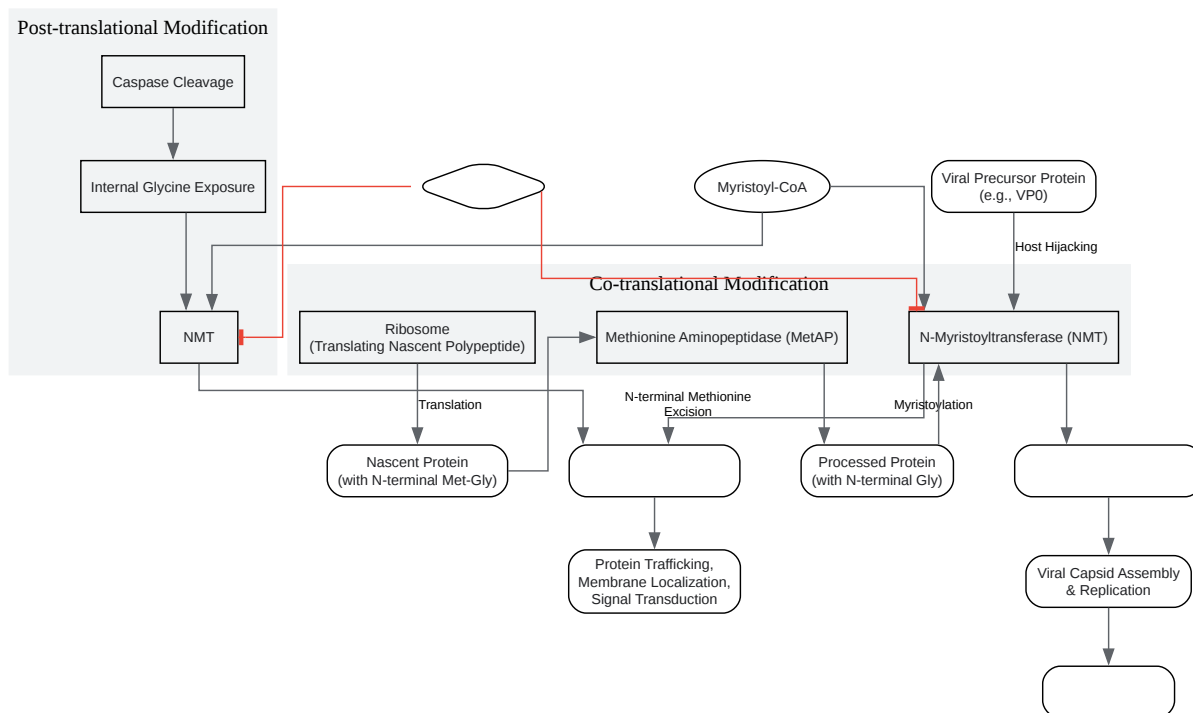 Post-translational Modification
Caspase Cleavage
Internal Glycine Exposure
Myristoyl-CoA
Viral Precursor Protein
(e.g., VP0)
Host Hijacking
Co-translational Modification
NMT
Ribosome
(Translating Nascent Polypeptide)
Methionine Aminopeptidase (MetAP)
N-Myristoyltransferase (NMT)
Translation
N-terminal Methionine
Excision
Myristoylation
Nascent Protein
(with N-terminal Met-Gly)
Processed Protein
(with N-terminal Gly)
Protein Trafficking,
Membrane Localization,
Signal Transduction
Viral Capsid Assembly
& Replication